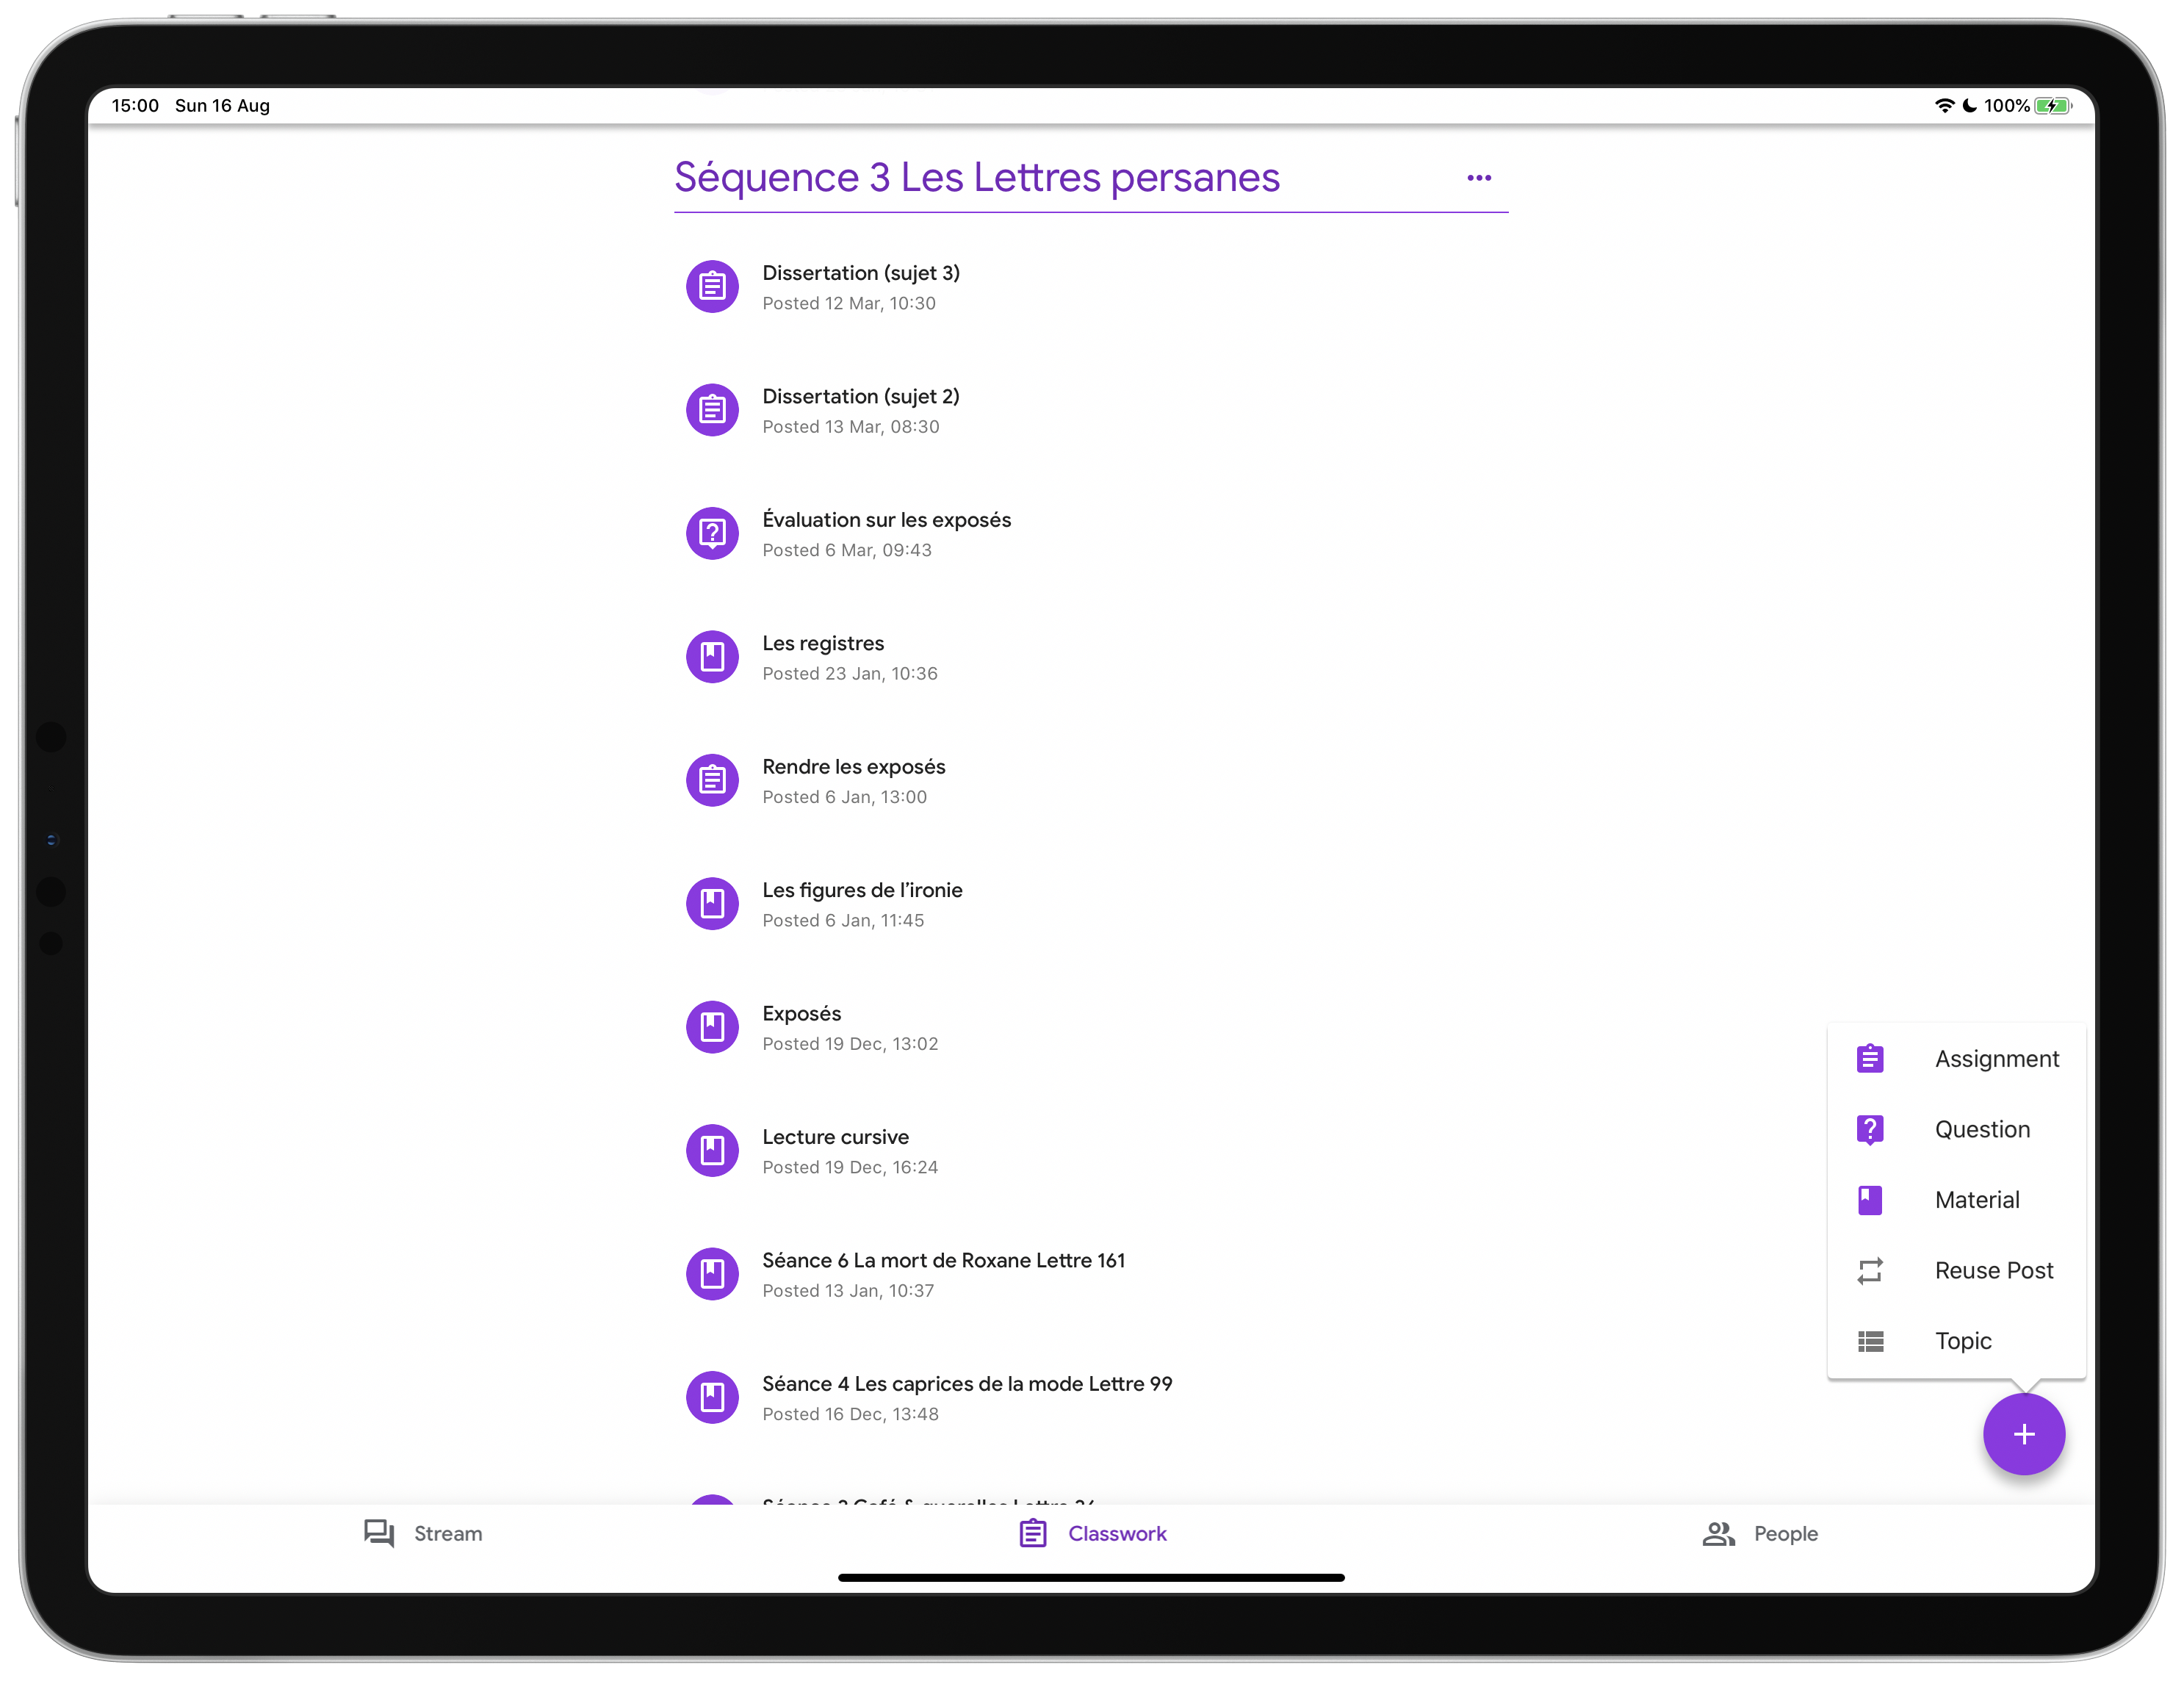 15:00 Sun 16 Aug
100%
Séquence 3 Les Lettres persanes
Dissertation (sujet 3)
Posted 12 Mar, 10:30
Dissertation (sujet 2)
Posted 13 Mar, 08:30
Évaluation sur les exposés
Posted 6 Mar, 09:43
Les registres
Posted 23 Jan, 10:36
Rendre les exposés
Posted 6 Jan, 13:00
Les figures de l’ironie
Posted 6 Jan, 11:45
Exposés
Posted 19 Dec, 13:02
Lecture cursive
Posted 19 Dec, 16:24
Séance 6 La mort de Roxane Lettre 161
Posted 13 Jan, 10:37
Séance 4 Les caprices de la mode Lettre 99
Posted 16 Dec, 13:48
Assignment
Question
Material
Reuse Post
Topic
Stream
Classwork
People